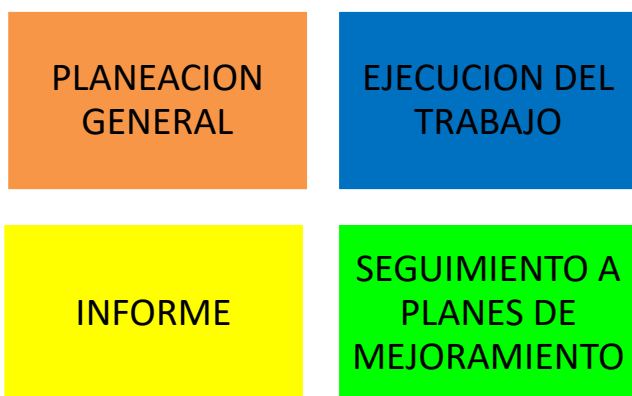 PLANEACION
GENERAL
EJECUCION DEL
TRABAJO
INFORME
SEGUIMIENTO A
PLANES DE
MEJORAMIENTO